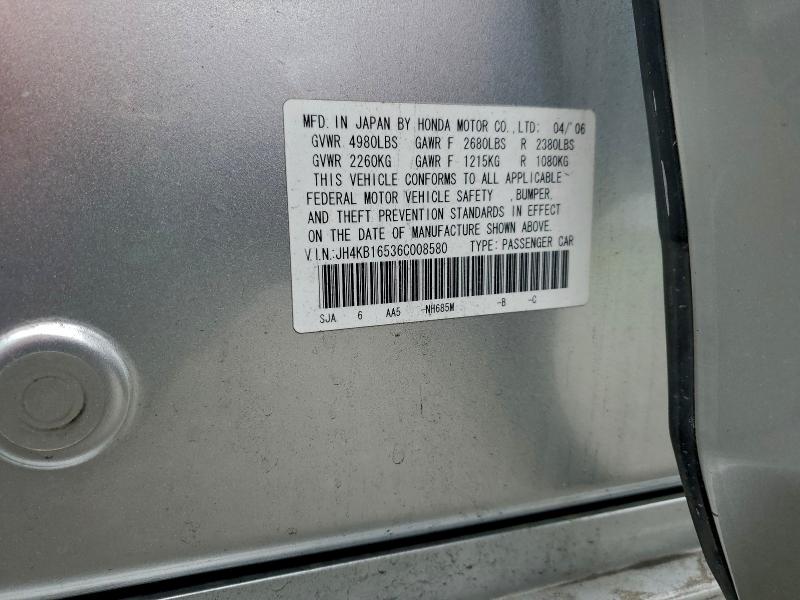 MFD. IN JAPAN BY HONDA MOTOR CO., LTD: 04/'06
GVWR 4980LBS GAWR F 2680LBS R 2380LBS
GVWR 2260KG GAWR F 1215KG R 1080KG
THIS VEHICLE CONFORMS TO ALL APPLICABLE
FEDERAL MOTOR VEHICLE SAFETY , BUMPER,
AND THEFT PREVENTION STANDARDS IN EFFECT
ON THE DATE OF MANUFACTURE SHOWN ABOVE.
V.I.N.:JH4KB16536C008580 TYPE: PASSENGER CAR
SJA 6 AA5 -NH685M -B -C